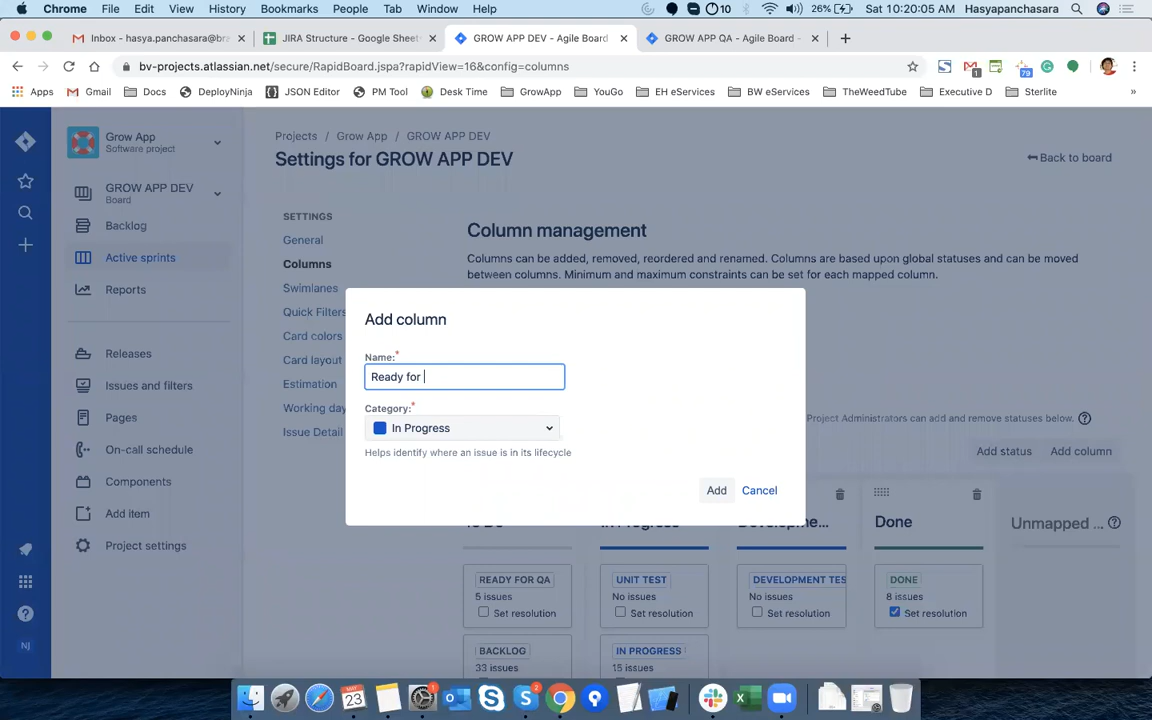 Chrome File Edit View History Bookmarks People Tab Window Help 10 26% Sat 10:20:05 AM Hasyapanchasara
Inbox - hasya.panchasara@br
JIRA Structure - Google Sheet
GROW APP DEV - Agile Board
GROW APP QA - Agile Board -
bv-projects.atlassian.net/secure/RapidBoard.jspa?rapidView=16&config=columns
1
79
Apps Gmail Docs DeployNinja JSON Editor PM Tool Desk Time GrowApp YouGo EH eServices BW eServices TheWeedTube Executive D Sterlite »
Grow App
Software project
GROW APP DEV
Board
Backlog
Active sprints
Reports
Releases
Issues and filters
Pages
On-call schedule
Components
Add item
Project settings
NJ
Projects / Grow App / GROW APP DEV
Settings for GROW APP DEV
Back to board
SETTINGS
General
Columns
Swimlanes
Quick Filters
Card colors
Card layout
Estimation
Working day
Issue Detail
Column management
Columns can be added, removed, reordered and renamed. Columns are based upon global statuses and can be moved
between columns. Minimum and maximum constraints can be set for each mapped column.
Add column
Name:*
Ready for
Category:*
In Progress
Helps identify where an issue is in its lifecycle
Add Cancel
Project Administrators can add and remove statuses below.
Add status Add column
To Do In Progress Developme... Done Unmapped ...
READY FOR QA
5 issues
Set resolution
BACKLOG
33 issues
UNIT TEST
No issues
Set resolution
IN PROGRESS
15 issues
DEVELOPMENT TES
No issues
Set resolution
DONE
8 issues
Set resolution
MAY
23
1
2